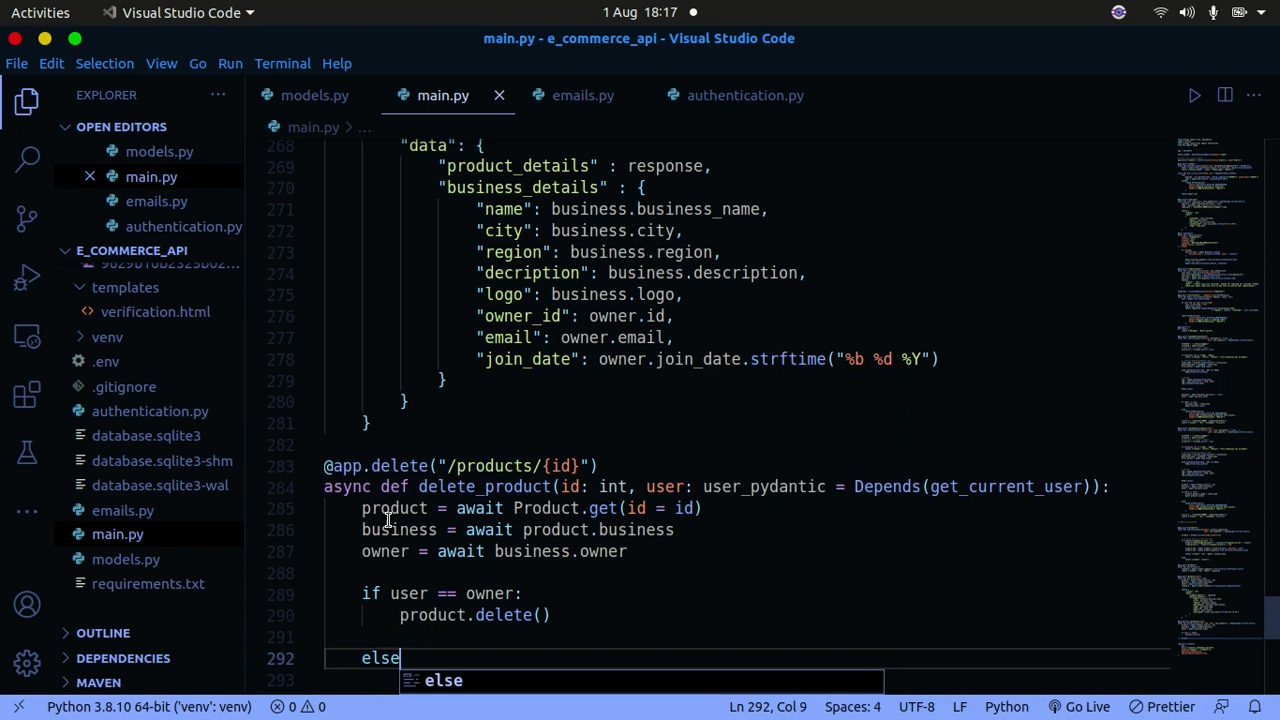 Activities
Visual Studio Code
1 Aug 18:17
main.py - e_commerce_api - Visual Studio Code
File Edit Selection View Go Run Terminal Help
EXPLORER
models.py
main.py
emails.py
authentication.py
OPEN EDITORS
main.py > ...
models.py
main.py
emails.py
authentication.py
E_COMMERCE_API
templates
verification.html
venv
.env
.gitignore
authentication.py
database.sqlite3
database.sqlite3-shm
database.sqlite3-wal
emails.py
main.py
models.py
requirements.txt
OUTLINE
DEPENDENCIES
MAVEN
268 "data": {
269 "product_details" : response,
270 "business_details" : {
271 "name": business.business_name,
272 "city": business.city,
273 "region": business.region,
274 "description": business.description,
275 "logo": business.logo,
276 "owner_id": owner.id,
277 "email": owner.email,
278 "join_date": owner.join_date.strftime("%b %d %Y")
279 }
280 }
281 }
282
283 @app.delete("/products/{id}")
284 async def delete_product(id: int, user: user_pyrantic = Depends(get_current_user)):
285 product = await Product.get(id = id)
286 business = await product.business
287 owner = await business.owner
288
289 if user == owner:
290 product.delete()
291
292 else
293
else
Python 3.8.10 64-bit ('venv': venv)
0 0
Ln 292, Col 9
Spaces: 4
UTF-8
LF
Python
Go Live
Prettier